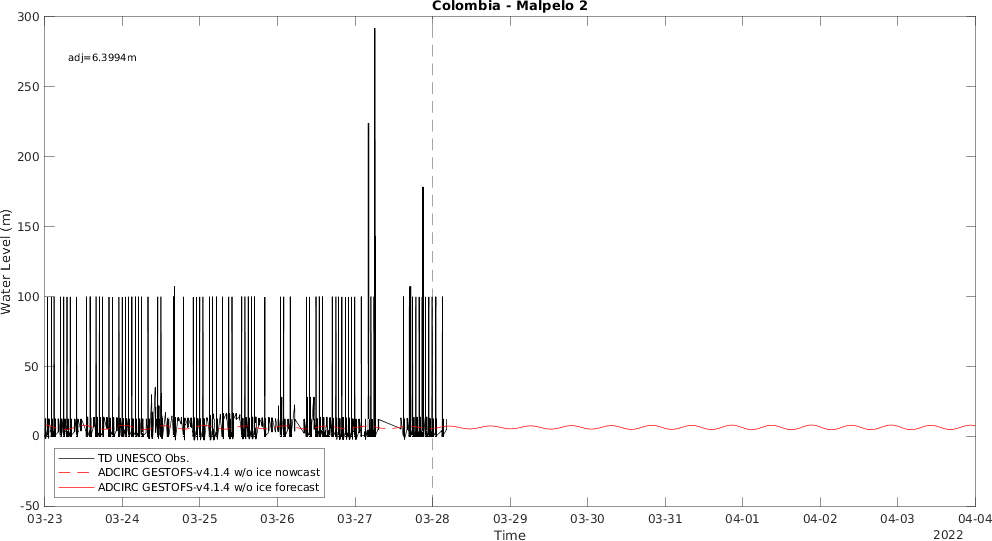 Colombia - Malpelo 2
adj=6.3994m
300
250
200
150
100
50
0
-50
Water Level (m)
TD UNESCO Obs.
ADCIRC GESTOFS-v4.1.4 w/o ice nowcast
ADCIRC GESTOFS-v4.1.4 w/o ice forecast
03-23 03-24 03-25 03-26 03-27 03-28 03-29 03-30 03-31 04-01 04-02 04-03 04-04
Time
2022